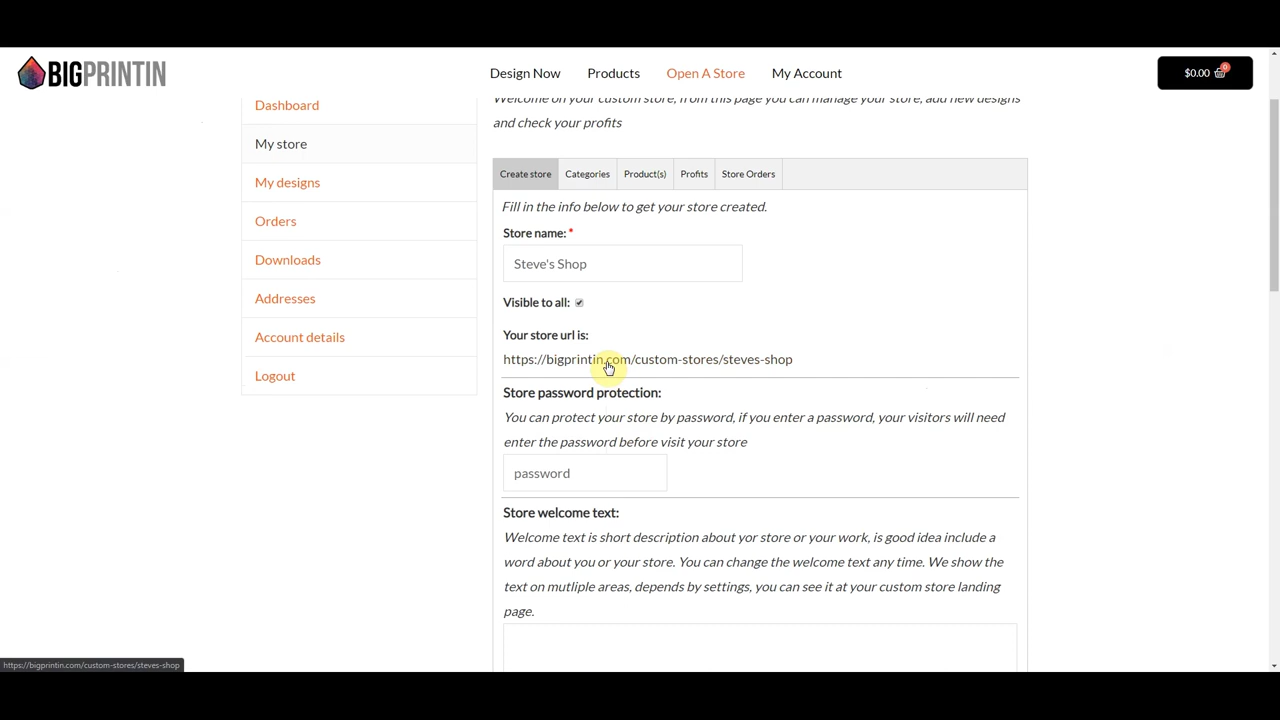 BIGPRINTIN
Design Now
Products
Open A Store
My Account
$0.00
0
Dashboard
My store
My designs
Orders
Downloads
Addresses
Account details
Logout
Welcome on your custom store, from this page you can manage your store, add new designs
and check your profits
Create store
Categories
Product(s)
Profits
Store Orders
Fill in the info below to get your store created.
Store name: *
Steve's Shop
Visible to all:
Your store url is:
https://bigprintin.com/custom-stores/steves-shop
Store password protection:
You can protect your store by password, if you enter a password, your visitors will need
enter the password before visit your store
password
Store welcome text:
Welcome text is short description about yor store or your work, is good idea include a
word about you or your store. You can change the welcome text any time. We show the
text on mutliple areas, depends by settings, you can see it at your custom store landing
page.
https://bigprintin.com/custom-stores/steves-shop